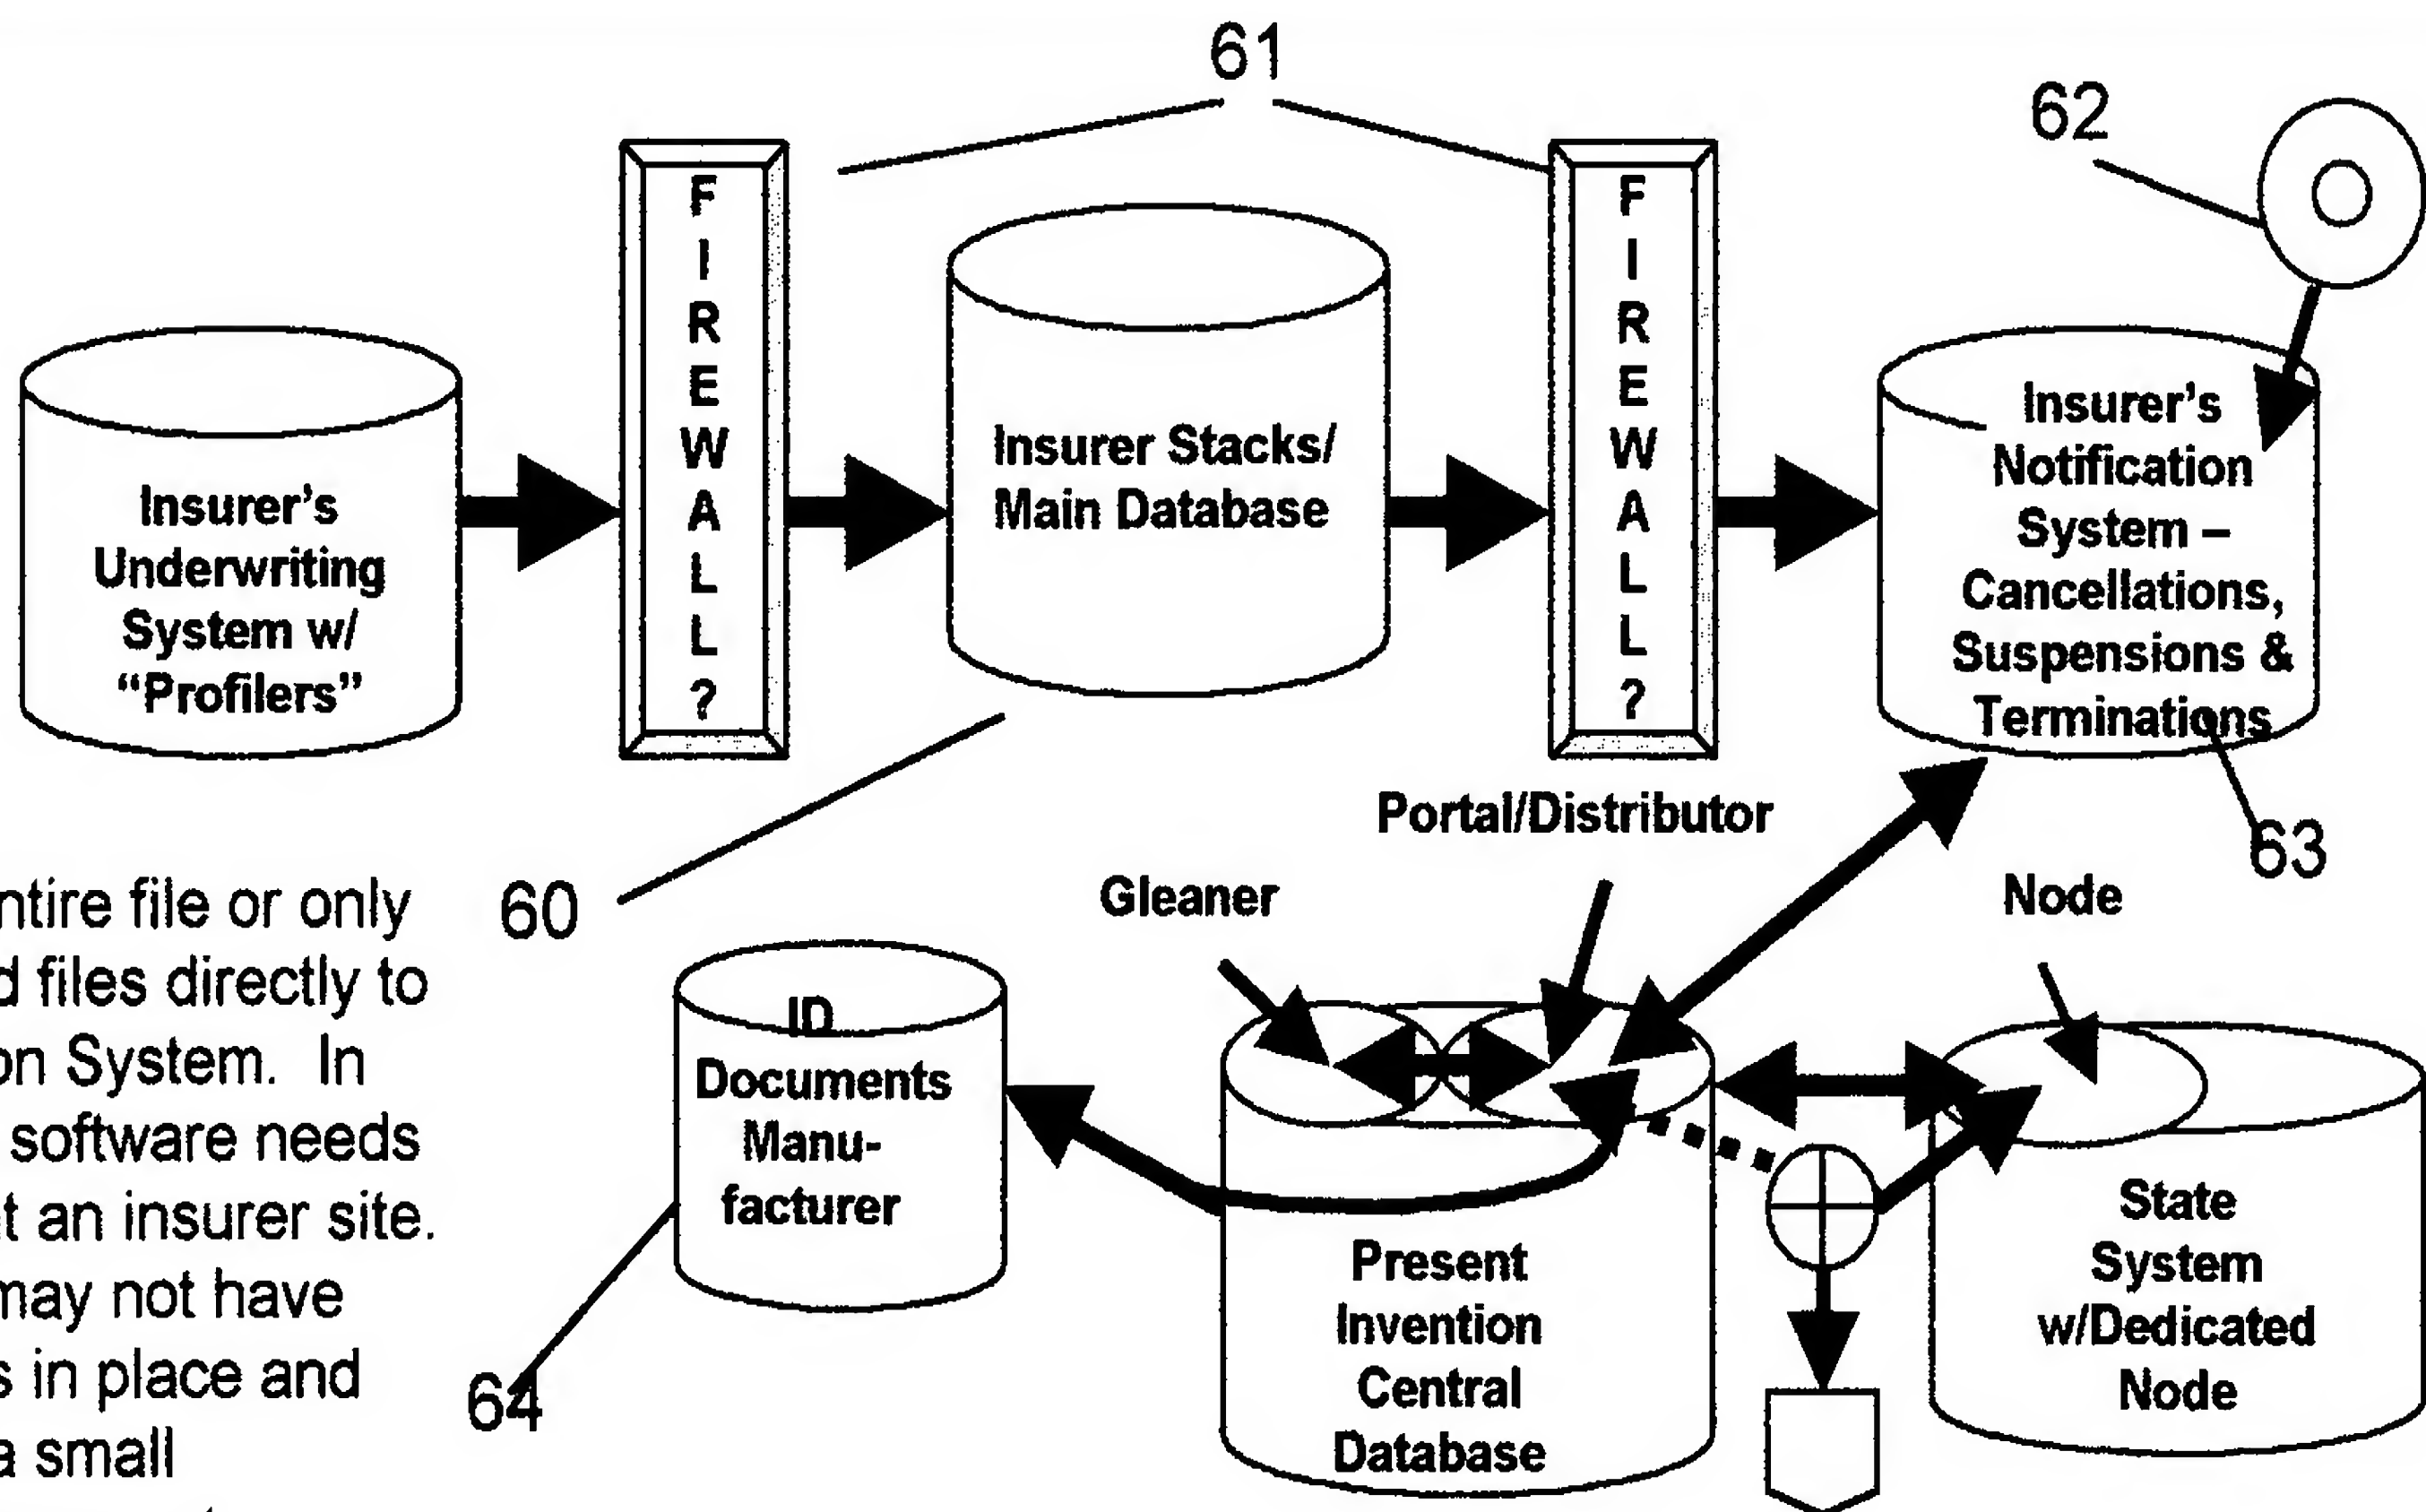 61
62
F
I
R
E
W
A
L
L
?
F
I
R
E
W
A
L
L
?
Insurer's
Underwriting
System w/
“Profilers”
Insurer Stacks/
Main Database
Insurer's
Notification
System –
Cancellations,
Suspensions &
Terminations
Portal/Distributor
63
Gleaner
Node
60
ntire file or only
d files directly to
on System. In
software needs
t an insurer site.
may not have
s in place and
a small
ID
Documents
Manu-
facturer
64
Present
Invention
Central
Database
State
System
w/Dedicated
Node